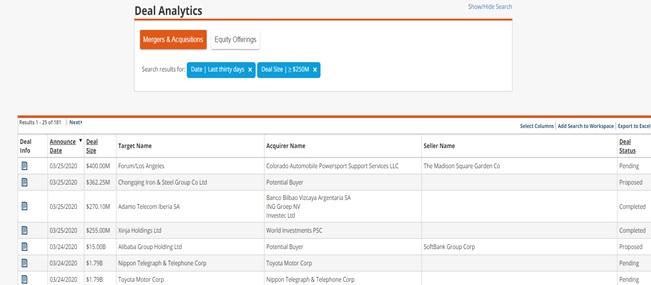 Deal Analytics
Show/Hide Search
Mergers & Acquisitions Equity Offerings
Search results for: Date | Last thirty days x Deal Size | ≥ $250M x
Results 1 - 25 of 181 | Next
Select Columns | Add Search to Workspace | Export to Excel
Deal Info Announce Date Deal Size Target Name Acquirer Name Seller Name Deal Status
03/25/2020 $400.00M Forum/Los Angeles Colorado Automobile Powersport Support Services LLC The Madison Square Garden Co Pending
03/25/2020 $362.25M Chongqing Iron & Steel Group Co Ltd Potential Buyer Proposed
03/25/2020 $270.10M Adamo Telecom Iberia SA Banco Bilbao Vizcaya Argentaria SA
ING Groep NV
Investec Ltd Completed
03/25/2020 $255.00M Xinja Holdings Ltd World Investments PSC Completed
03/24/2020 $15.00B Alibaba Group Holding Ltd Potential Buyer SoftBank Group Corp Proposed
03/24/2020 $1.79B Nippon Telegraph & Telephone Corp Toyota Motor Corp Pending
03/24/2020 $1.79B Toyota Motor Corp Nippon Telegraph & Telephone Corp Pending